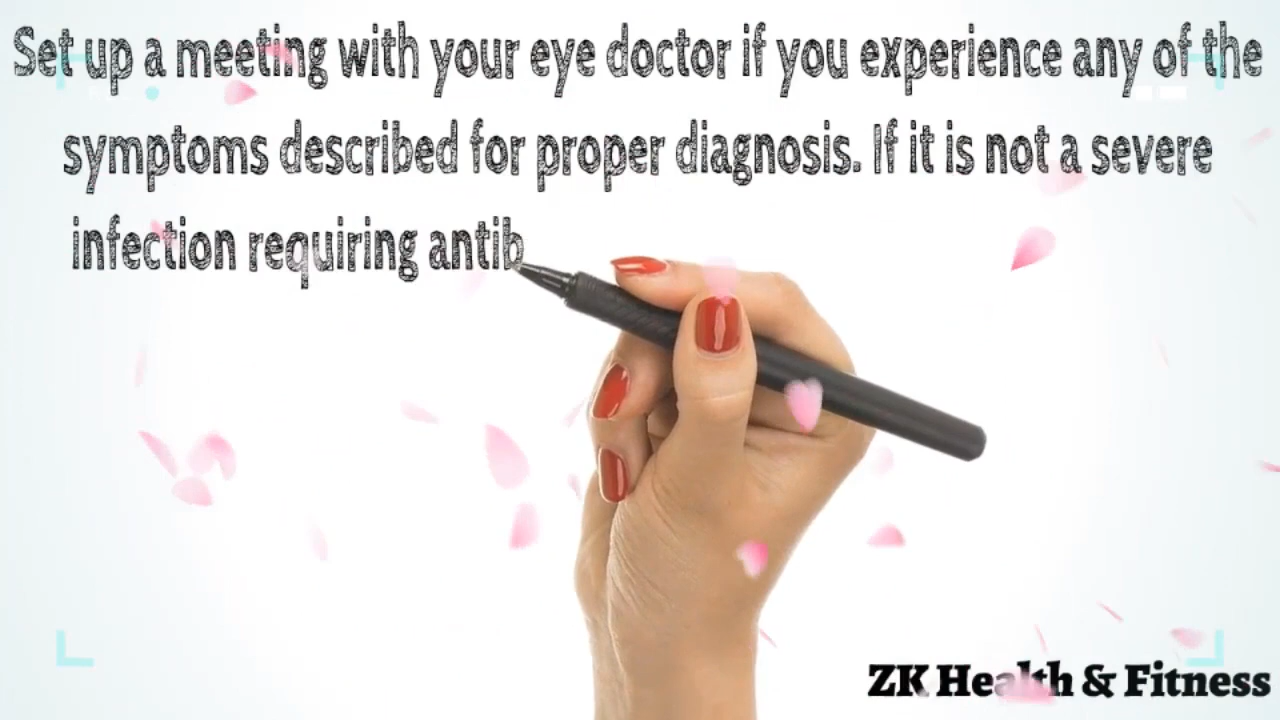 Set up a meeting with your eye doctor if you experience any of the
symptoms described for proper diagnosis. If it is not a severe
infection requiring antib
ZK Health & Fitness